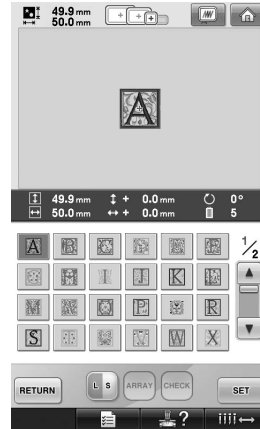 49.9 mm
50.0 mm
A
49.9 mm + 0.0 mm 0°
50.0 mm + 0.0 mm 5
A B
1/2
I J K
M P R
S W X
RETURN L S ARRAY CHECK SET
?